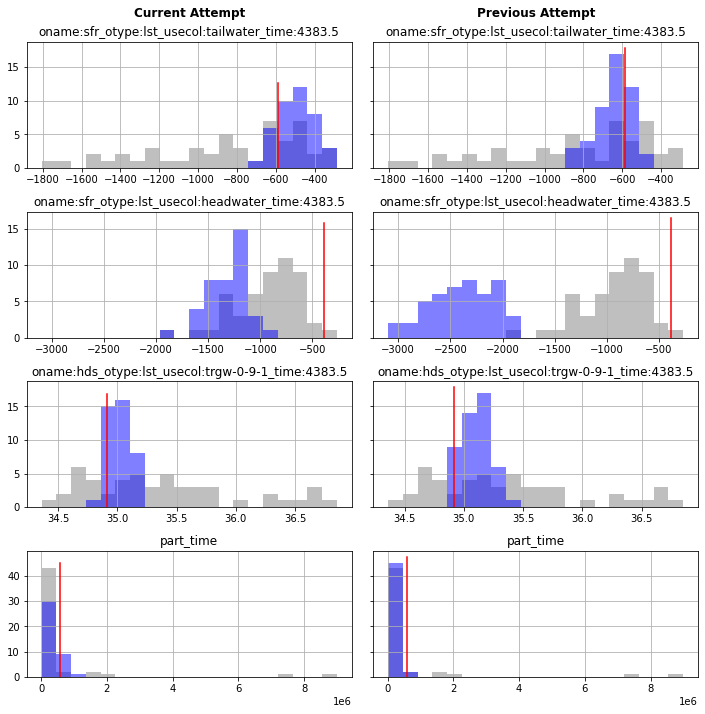 Current Attempt Previous Attempt
oname:sfr_otype:lst_usecol:tailwater_time:4383.5 oname:sfr_otype:lst_usecol:tailwater_time:4383.5
15
10
5
0
−1800 −1600 −1400 −1200 −1000 −800 −600 −400 −1800 −1600 −1400 −1200 −1000 −800 −600 −400
oname:sfr_otype:lst_usecol:headwater_time:4383.5 oname:sfr_otype:lst_usecol:headwater_time:4383.5
15
10
5
0
−3000 −2500 −2000 −1500 −1000 −500 −3000 −2500 −2000 −1500 −1000 −500
oname:hds_otype:lst_usecol:trgw-0-9-1_time:4383.5 oname:hds_otype:lst_usecol:trgw-0-9-1_time:4383.5
15
10
5
0
34.5 35.0 35.5 36.0 36.5 34.5 35.0 35.5 36.0 36.5
part_time part_time
40
30
20
10
0
0 2 4 6 8 0 2 4 6 8
1e6 1e6